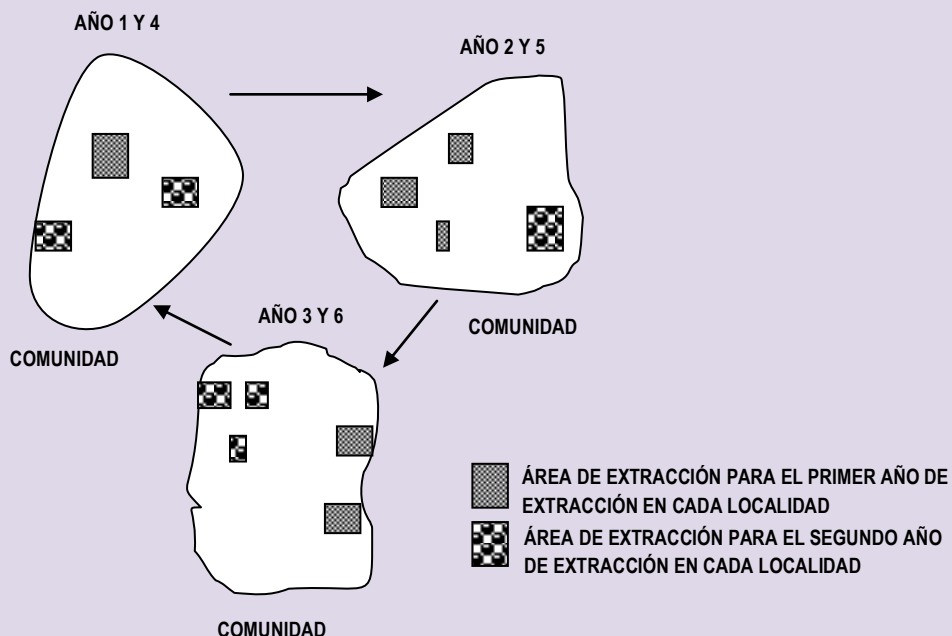 AÑO 1 Y 4
AÑO 2 Y 5
COMUNIDAD
AÑO 3 Y 6
COMUNIDAD
ÁREA DE EXTRACCIÓN PARA EL PRIMER AÑO DE
EXTRACCIÓN EN CADA LOCALIDAD
ÁREA DE EXTRACCIÓN PARA EL SEGUNDO AÑO
DE EXTRACCIÓN EN CADA LOCALIDAD
COMUNIDAD